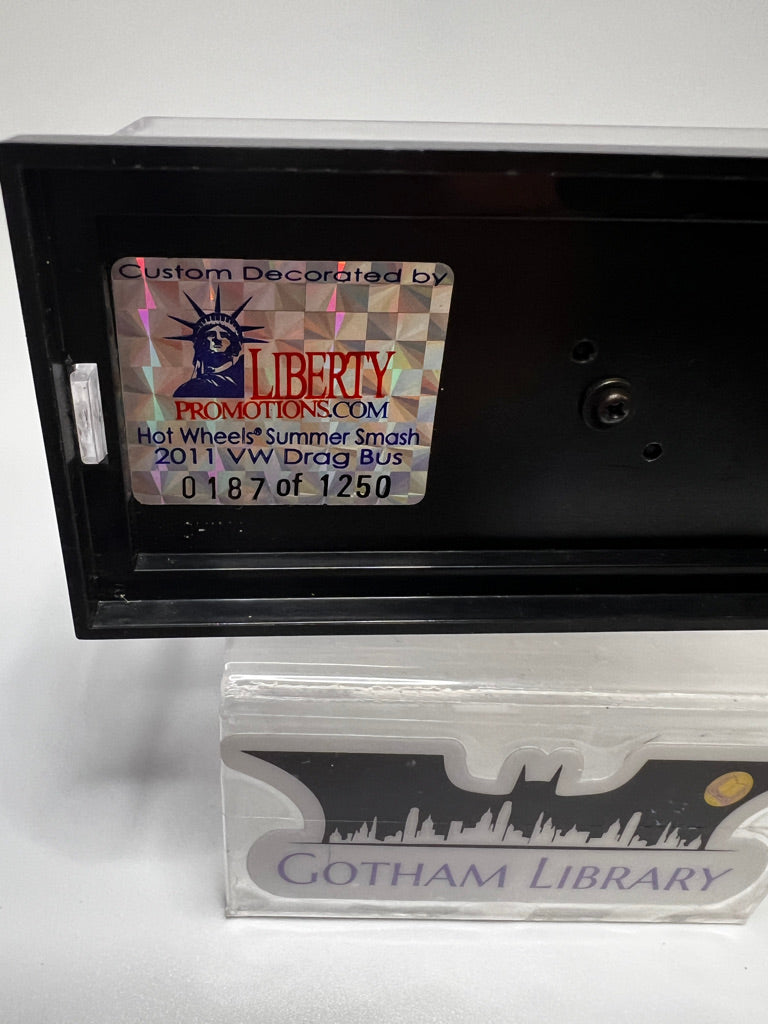 Custom Decorated by
LIBERTY
PROMOTIONS.COM
Hot Wheels® Summer Smash
2011 VW Drag Bus
0187 of 1250
GOTHAM LIBRARY